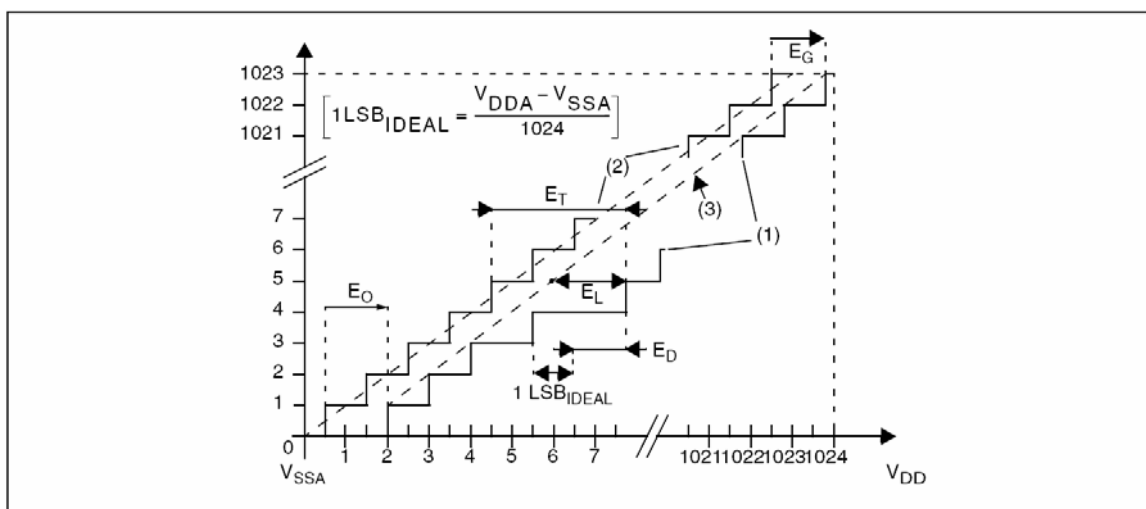 E_G
1023
1022
1021
[1LSB_IDEAL = (V_DDA – V_SSA) / 1024]
(2)
E_T
(3)
(1)
7
6
5
4
3
2
1
0
E_O
E_L
E_D
1 LSB_IDEAL
1 2 3 4 5 6 7 1021 1022 1023 1024
V_SSA
V_DD